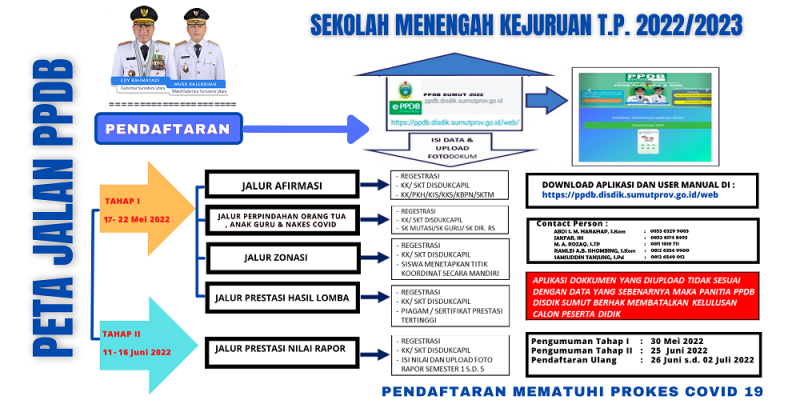 SEKOLAH MENENGAH KEJURUAN T.P. 2022/2023
PETA JALAN PPDB
EDY RAHMAYADI
Gubernur Sumatera Utara
MUSA RAJEKSHAH
Wakil Gubernur Sumatera Utara
PENDAFTARAN
PPDB SUMUT 2022
ppdb.disdik.sumutprov.go.id
ePPDB
https://ppdb.disdik.sumutprov.go.id/web/
ISI DATA &
UPLOAD
FOTODOKUM
PPDB
TAHAP I
17- 22 Mei 2022
JALUR AFIRMASI
- REGESTRASI
- KK/ SKT DISDUKCAPIL
- KK/PKH/KIS/KKS/KBPN/SKTM
JALUR PERPINDAHAN ORANG TUA
, ANAK GURU & NAKES COVID
- REGESTRASI
- KK/ SKT DISDUKCAPIL
- SK MUTASI/SK GURU/ SK DIR. RS
JALUR ZONASI
- REGESTRASI
- KK/ SKT DISDUKCAPIL
- SISWA MENETAPKAN TITIK
KOORDINAT SECARA MANDIRI
JALUR PRESTASI HASIL LOMBA
- REGESTRASI
- KK/ SKT DISDUKCAPIL
- PIAGAM / SERTIFIKAT PRESTASI
TERTINGGI
TAHAP II
11- 16 Juni 2022
JALUR PRESTASI NILAI RAPOR
- REGESTRASI
- KK/ SKT DISDUKCAPIL
- ISI NILAI DAN UPLOAD FOTO
RAPOR SEMESTER 1 S.D. 5
DOWNLOAD APLIKASI DAN USER MANUAL DI :
https://ppdb.disdik.sumutprov.go.id/web
Contact Person :
ABDI S. M. HARAHAP, S.Kom : 0853 6329 9083
JAKFAR, SH
M. A. ROZAQ, S.TP
RAMLEI A.B. RHOMBING, S.Kom
SAMSUDDIN TANJUNG, S.Pd
APLIKASI DOKKUMEN YANG DIUPLOAD TIDAK SESUAI
DENGAN DATA YANG SEBENARNYA MAKA PANITIA PPDB
DISDIK SUMUT BERHAK MEMBATALKAN KELULUSAN
CALON PESERTA DIDIK
Pengumuman Tahap I : 30 Mei 2022
Pengumuman Tahap II : 25 Juni 2022
Pendaftaran Ulang : 26 Juni s.d. 02 Juli 2022
PENDAFTARAN MEMATUHI PROKES COVID 19